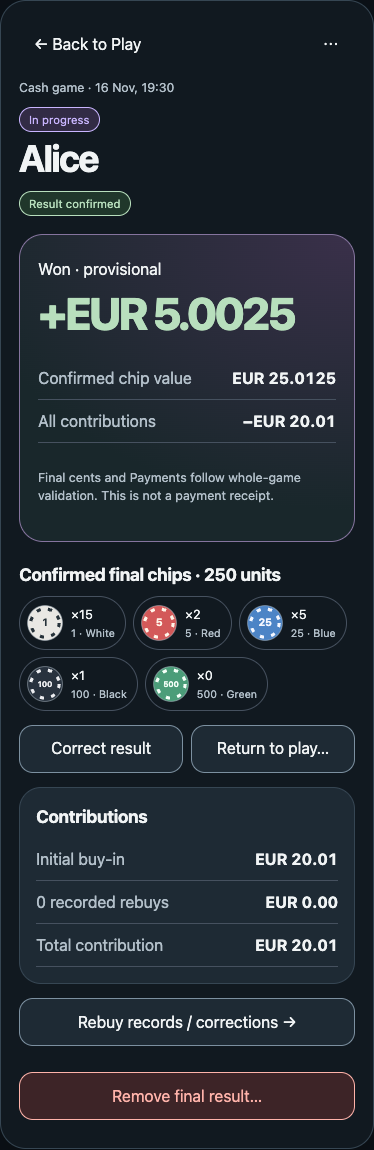 ← Back to Play
...
Cash game · 16 Nov, 19:30
In progress
Alice
Result confirmed
Won · provisional
+EUR 5.0025
Confirmed chip value EUR 25.0125
All contributions −EUR 20.01
Final cents and Payments follow whole-game
validation. This is not a payment receipt.
Confirmed final chips · 250 units
1 ×15
1 · White
5 ×2
5 · Red
25 ×5
25 · Blue
100 ×1
100 · Black
500 ×0
500 · Green
Correct result
Return to play...
Contributions
Initial buy-in EUR 20.01
0 recorded rebuys EUR 0.00
Total contribution EUR 20.01
Rebuy records / corrections →
Remove final result...